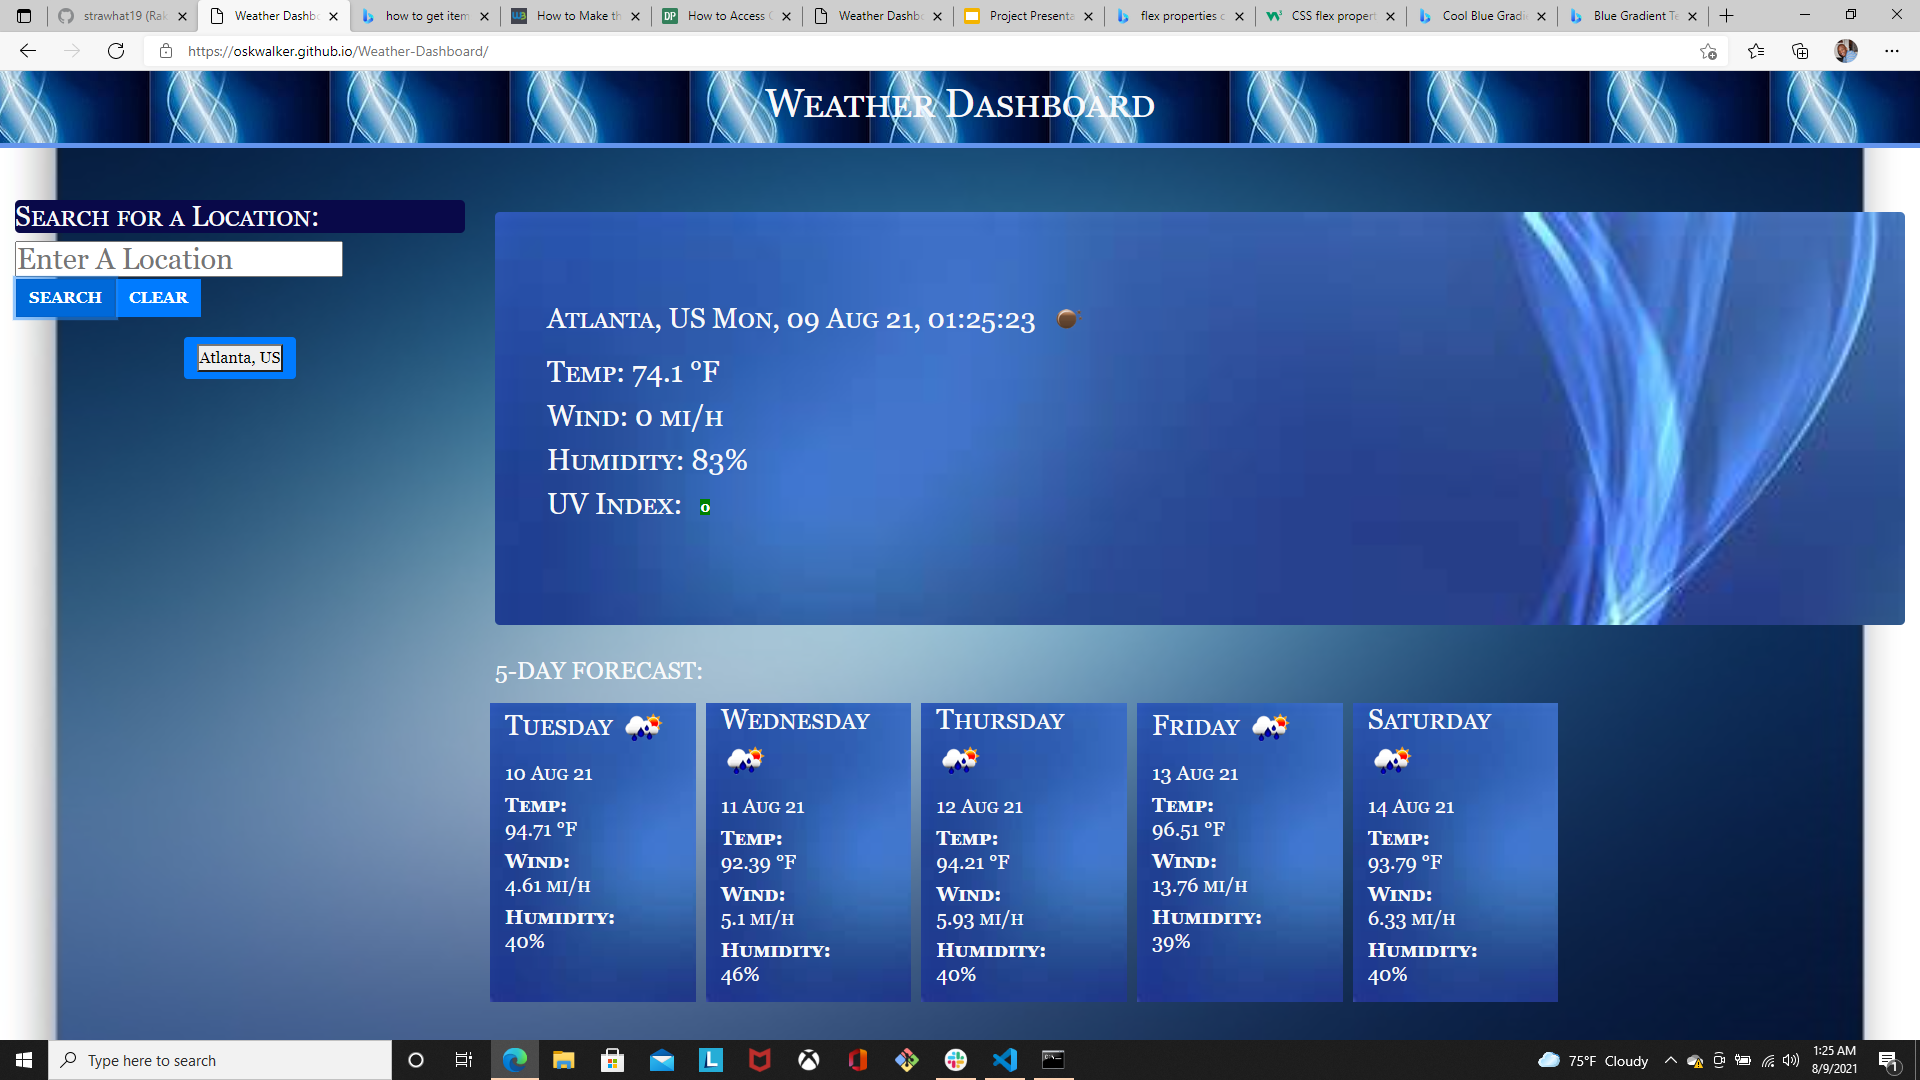 strawhat19 (Rak
Weather Dashbo
how to get item
How to Make th
How to Access
Weather Dashb
Project Presenta
flex properties c
CSS flex propert
Cool Blue Gradi
Blue Gradient Te
https://oskwalker.github.io/Weather-Dashboard/
Weather Dashboard
Search for a Location:
Enter A Location
SEARCH CLEAR
Atlanta, US
Atlanta, US Mon, 09 Aug 21, 01:25:23
Temp: 74.1 °F
Wind: 0 mi/h
Humidity: 83%
UV Index: 0
5-DAY FORECAST:
Tuesday
10 Aug 21
Temp:
94.71 °F
Wind:
4.61 mi/h
Humidity:
40%
Wednesday
11 Aug 21
Temp:
92.39 °F
Wind:
5.1 mi/h
Humidity:
46%
Thursday
12 Aug 21
Temp:
94.21 °F
Wind:
5.93 mi/h
Humidity:
40%
Friday
13 Aug 21
Temp:
96.51 °F
Wind:
13.76 mi/h
Humidity:
39%
Saturday
14 Aug 21
Temp:
93.79 °F
Wind:
6.33 mi/h
Humidity:
40%
Type here to search
75°F Cloudy
1:25 AM
8/9/2021
1